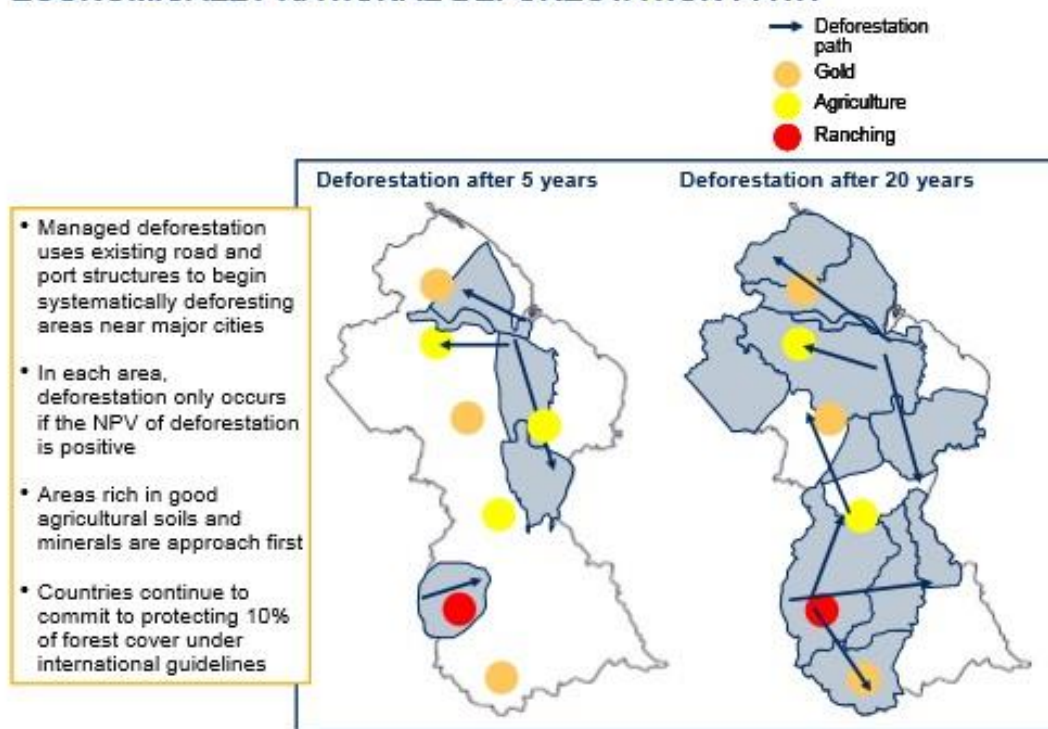 Deforestation
path
Gold
Agriculture
Ranching
Deforestation after 5 years
Deforestation after 20 years
• Managed deforestation
uses existing road and
port structures to begin
systematically deforesting
areas near major cities
• In each area,
deforestation only occurs
if the NPV of deforestation
is positive
• Areas rich in good
agricultural soils and
minerals are approach first
• Countries continue to
commit to protecting 10%
of forest cover under
international guidelines